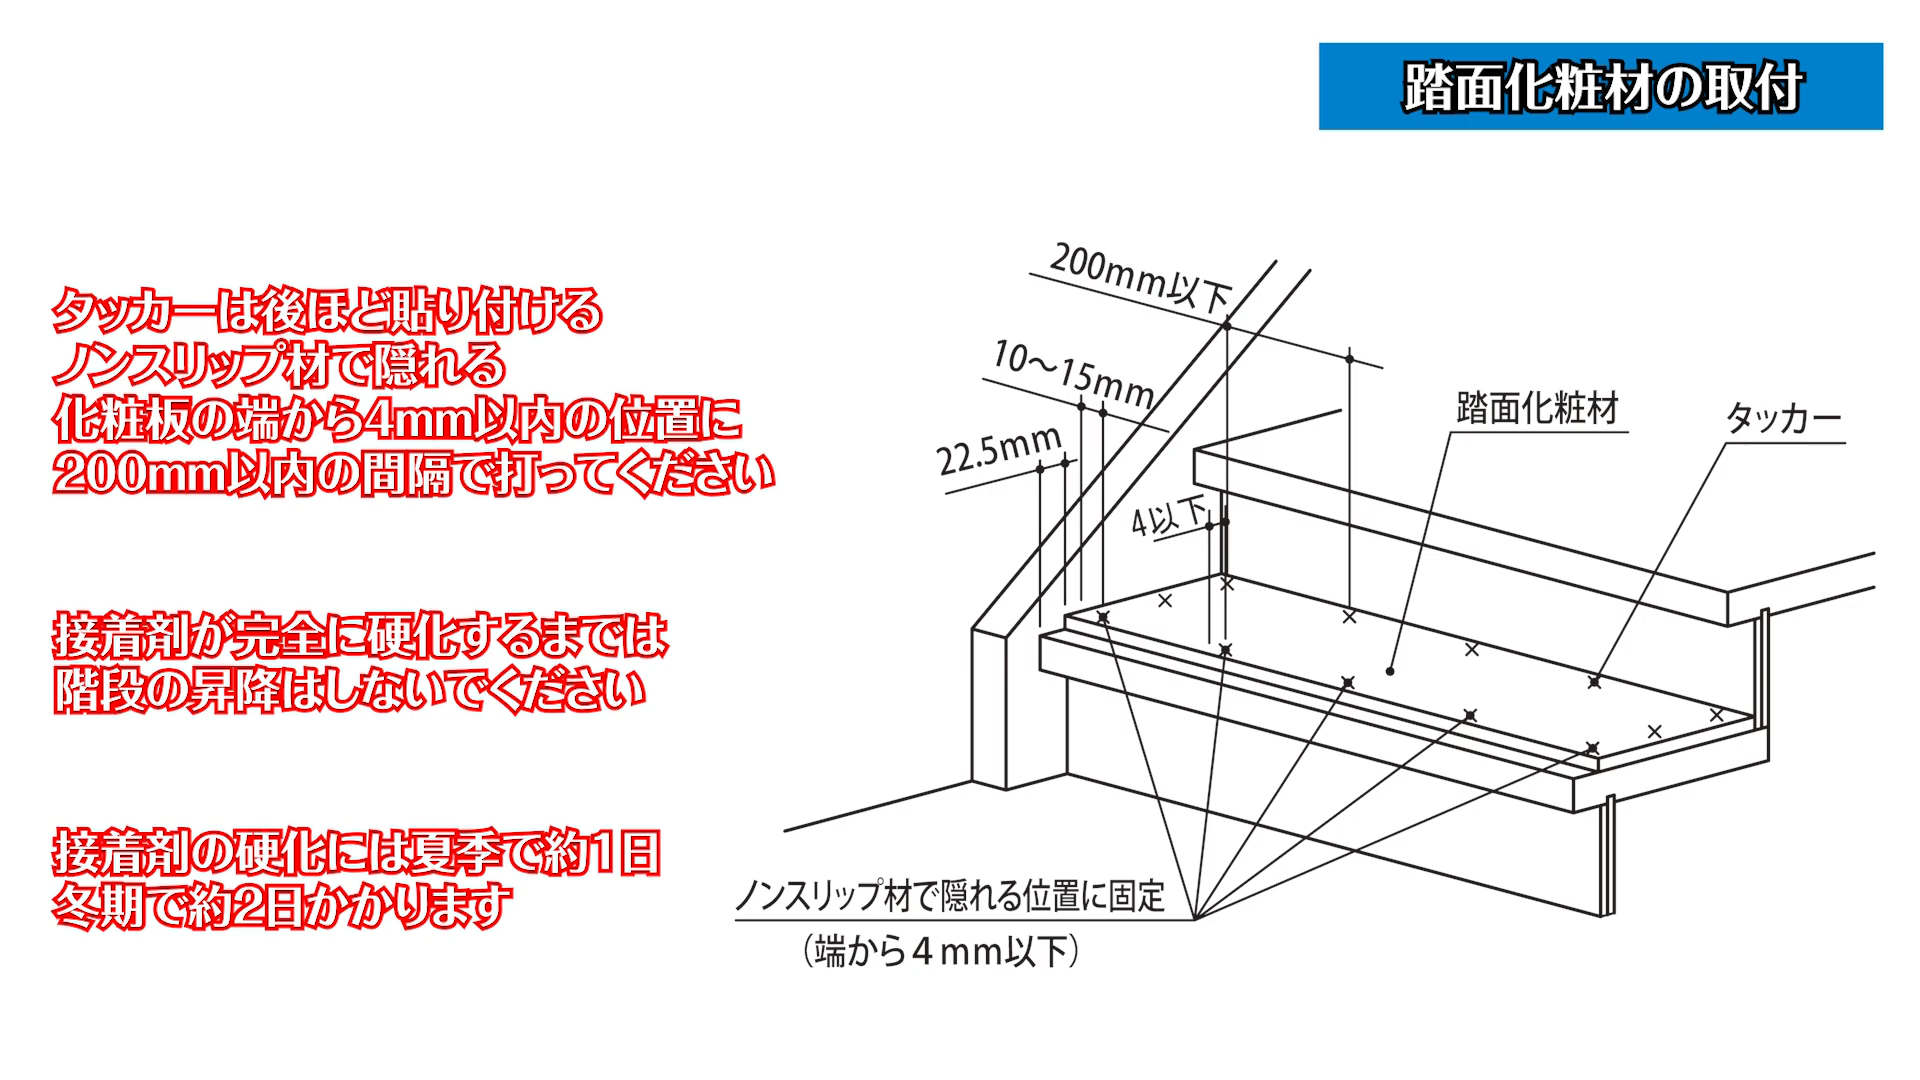 踏面化粧材の取付
タッカーは後ほど貼り付ける
ノンスリップ材で隠れる
化粧板の端から4mm以内の位置に
200mm以内の間隔で打ってください
接着剤が完全に硬化するまでは
階段の昇降はしないでください
接着剤の硬化には夏季で約1日
冬期で約2日かかります
200mm以下
10～15mm
22.5mm
4以下
踏面化粧材
タッカー
ノンスリップ材で隠れる位置に固定
（端から4mm以下）